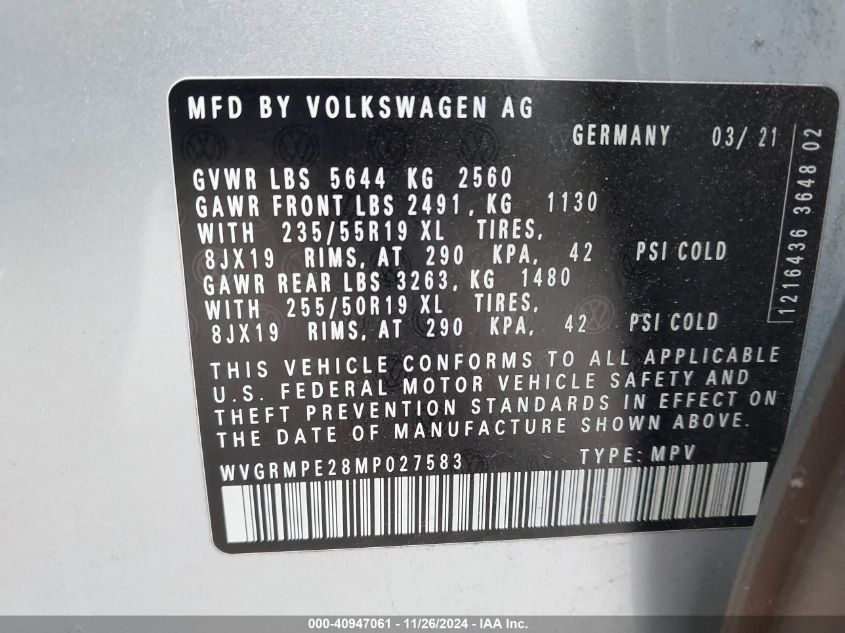 MFD BY VOLKSWAGEN AG
GERMANY 03/ 21
GVWR LBS 5644 KG 2560
GAWR FRONT LBS 2491, KG 1130
WITH 235/55R19 XL TIRES,
8JX19 RIMS, AT 290 KPA, 42 PSI COLD
GAWR REAR LBS 3263, KG 1480
WITH 255/50R19 XL TIRES,
8JX19 RIMS, AT 290 KPA, 42 PSI COLD
THIS VEHICLE CONFORMS TO ALL APPLICABLE
U.S. FEDERAL MOTOR VEHICLE SAFETY AND
THEFT PREVENTION STANDARDS IN EFFECT ON
THE DATE OF MANUFACTURE SHOWN ABOVE.
WVGRMPE28MP027583 TYPE: MPV
1216436 3648 02
000-40947061 - 11/26/2024 - IAA Inc.